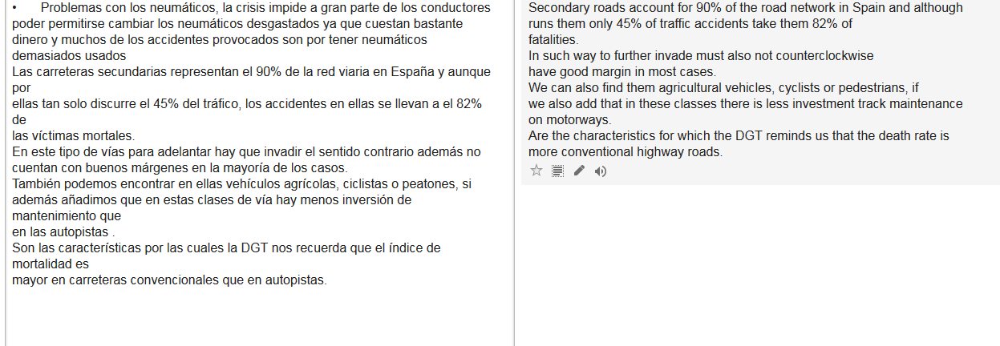 • Problemas con los neumáticos, la crisis impide a gran parte de los conductores
poder permitirse cambiar los neumáticos desgastados ya que cuestan bastante
dinero y muchos de los accidentes provocados son por tener neumáticos
demasiados usados
Las carreteras secundarias representan el 90% de la red viaria en España y aunque
por
ellas tan solo discurre el 45% del tráfico, los accidentes en ellas se llevan a el 82%
de
las víctimas mortales.
En este tipo de vías para adelantar hay que invadir el sentido contrario además no
cuentan con buenos márgenes en la mayoría de los casos.
También podemos encontrar en ellas vehículos agrícolas, ciclistas o peatones, si
además añadimos que en estas clases de vía hay menos inversión de
mantenimiento que
en las autopistas .
Son las características por las cuales la DGT nos recuerda que el índice de
mortalidad es
mayor en carreteras convencionales que en autopistas.
Secondary roads account for 90% of the road network in Spain and although
runs them only 45% of traffic accidents take them 82% of
fatalities.
In such way to further invade must also not counterclockwise
have good margin in most cases.
We can also find them agricultural vehicles, cyclists or pedestrians, if
we also add that in these classes there is less investment track maintenance
on motorways.
Are the characteristics for which the DGT reminds us that the death rate is
more conventional highway roads.